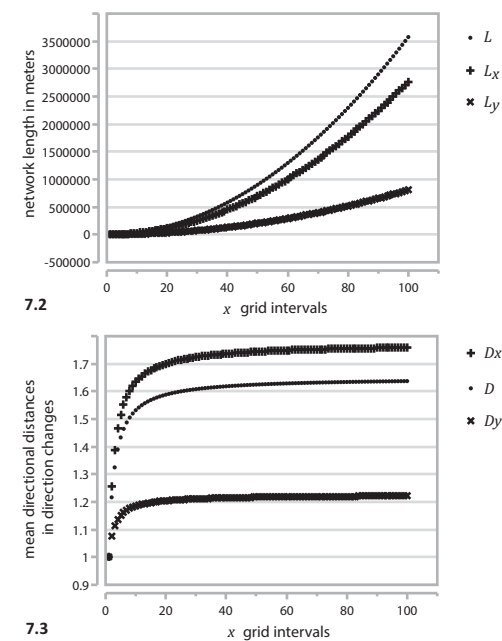 3500000
3000000
2500000
2000000
1500000
1000000
500000
0
-500000
network length in meters
0 20 40 60 80 100
x grid intervals
L
Lx
Ly
7.2
1.7
1.6
1.5
1.4
1.3
1.2
1.1
1
0.9
mean directional distances
in direction changes
0 20 40 60 80 100
x grid intervals
Dx
D
Dy
7.3